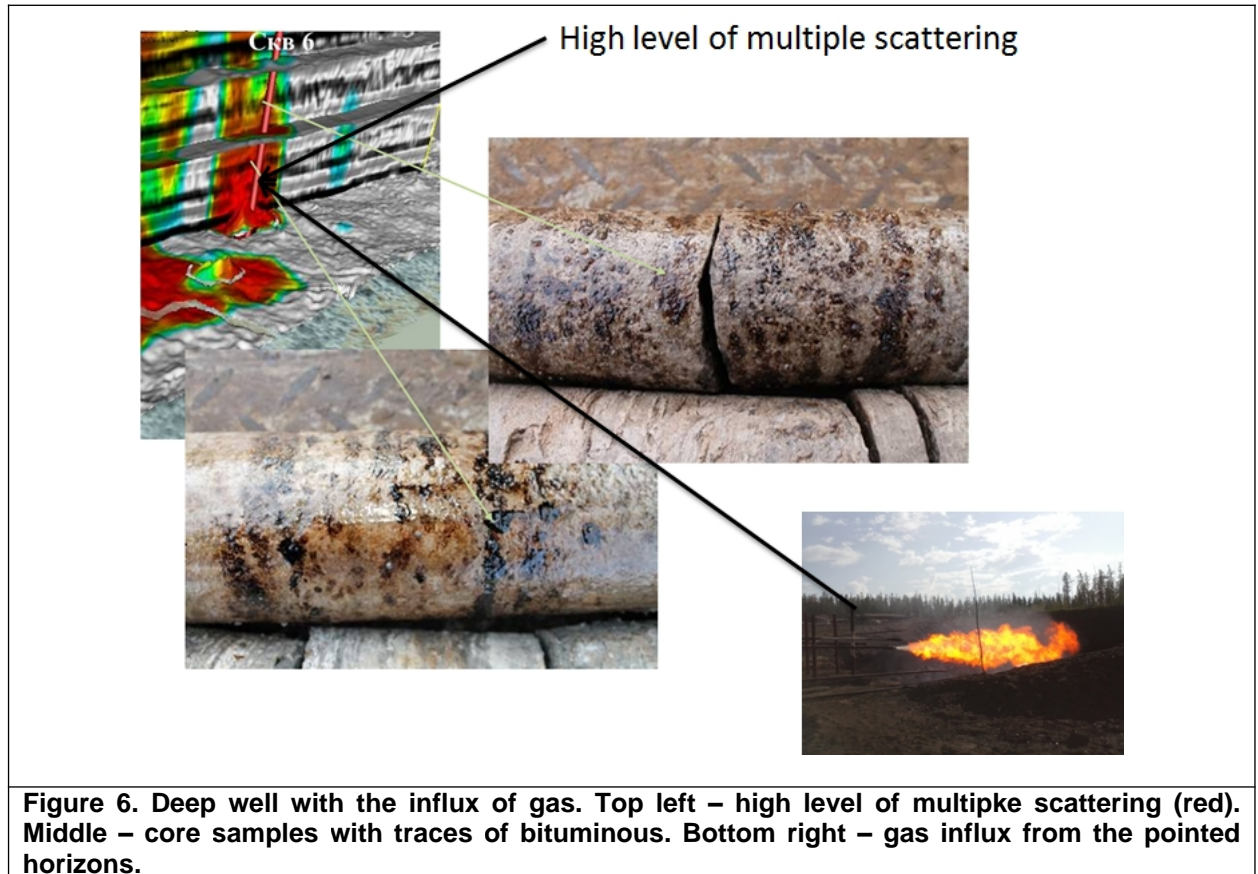 Скв 6
High level of multiple scattering
Figure 6. Deep well with the influx of gas. Top left – high level of multipke scattering (red).
Middle – core samples with traces of bituminous. Bottom right – gas influx from the pointed
horizons.